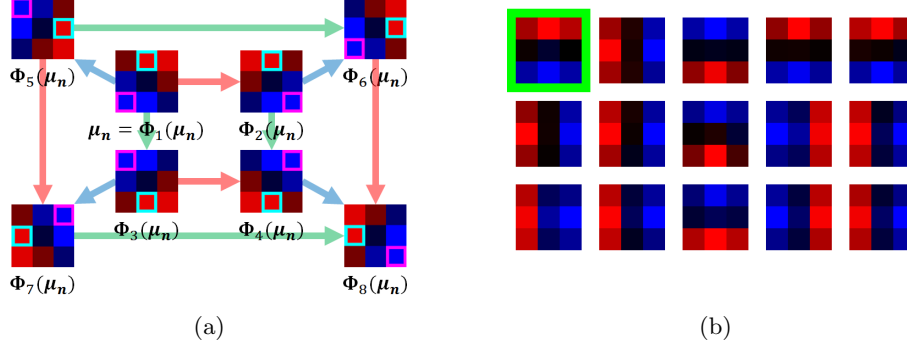 Φ₅(μₙ)
Φ₆(μₙ)
μₙ = Φ₁(μₙ)
Φ₂(μₙ)
Φ₃(μₙ)
Φ₄(μₙ)
Φ₇(μₙ)
Φ₈(μₙ)
(a)
(b)